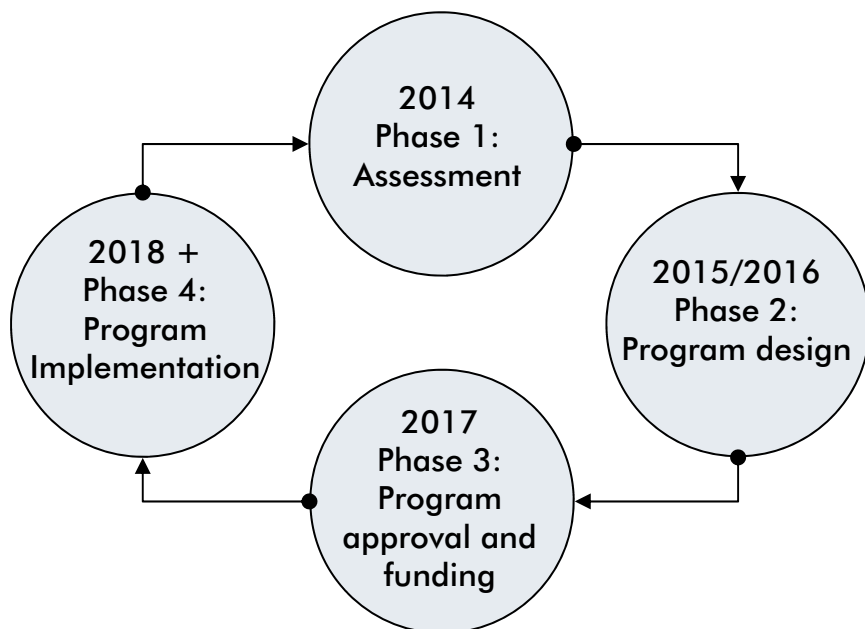 2014
Phase 1:
Assessment
2015/2016
Phase 2:
Program design
2017
Phase 3:
Program
approval and
funding
2018 +
Phase 4:
Program
Implementation